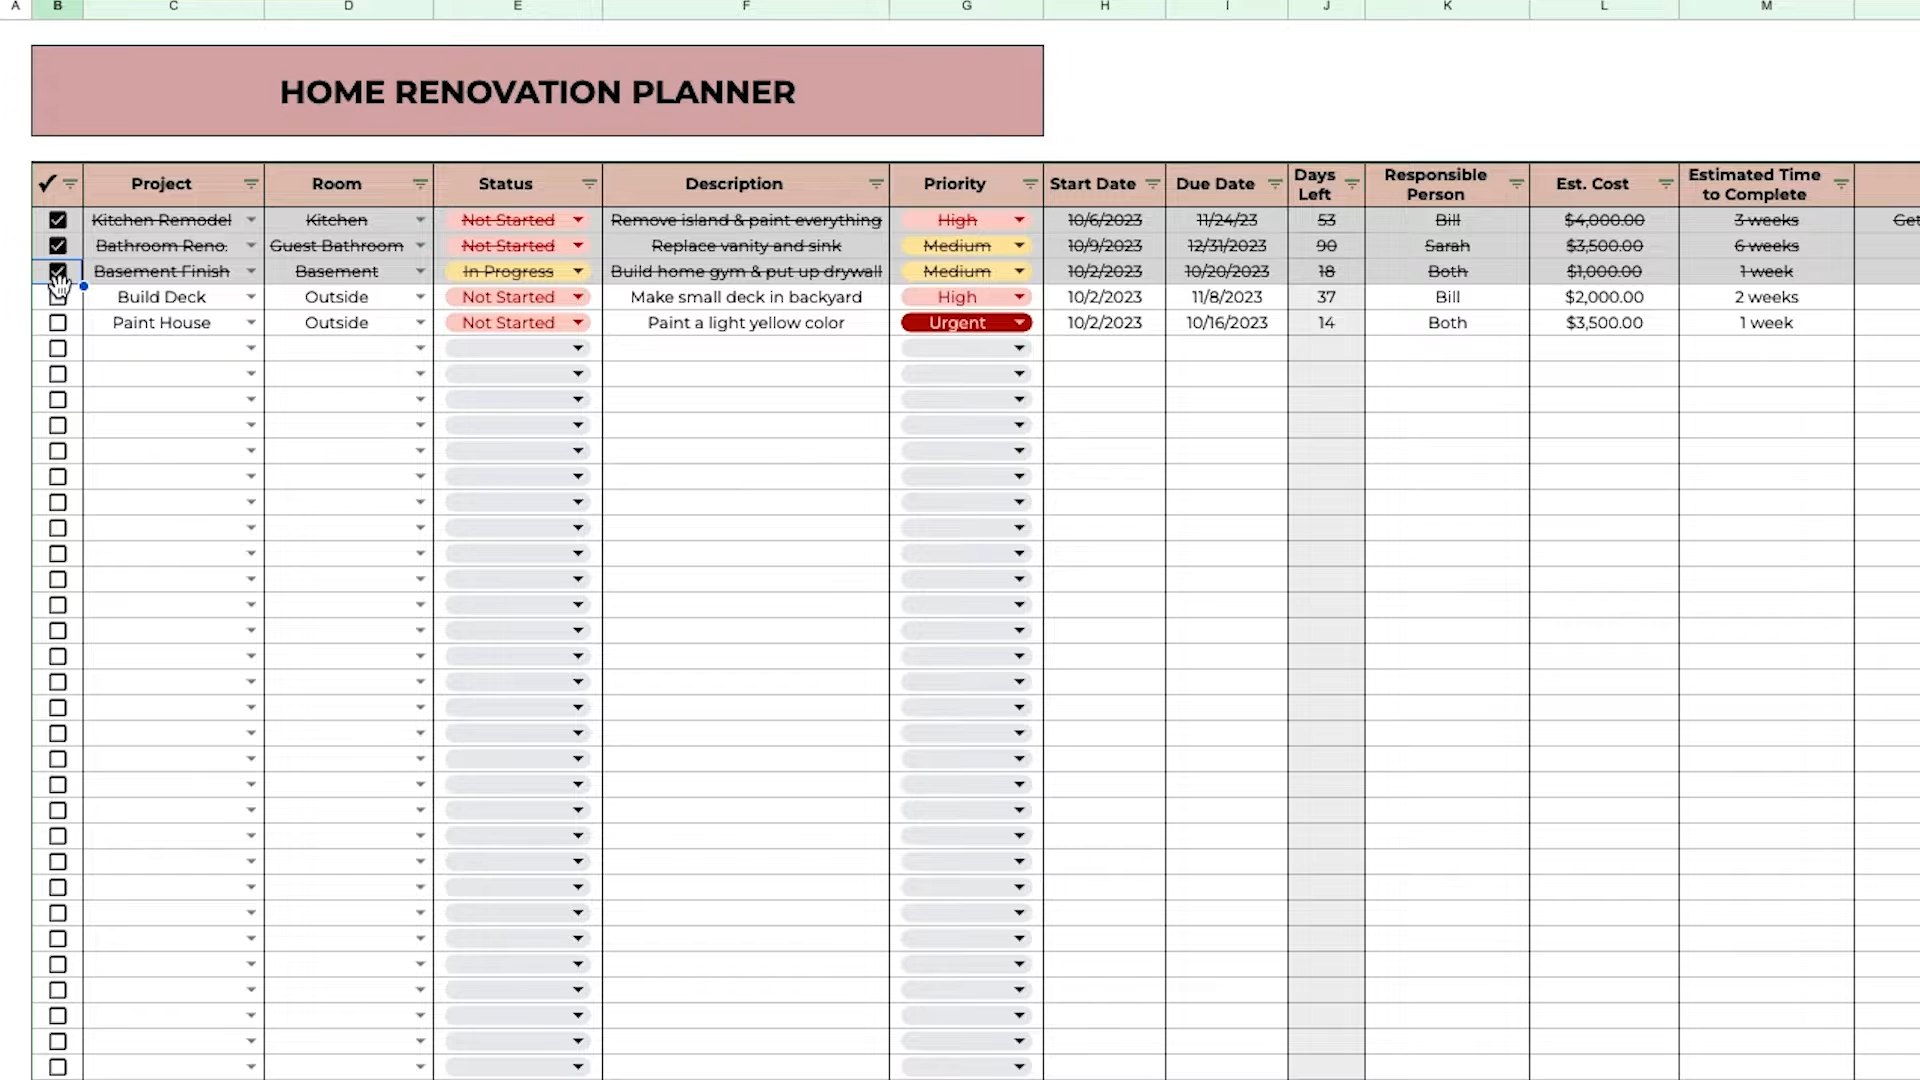 A B C D E F G H I J K L M
HOME RENOVATION PLANNER
✓ Project Room Status Description Priority Start Date Due Date Days Left Responsible Person Est. Cost Estimated Time to Complete
Kitchen Remodel Kitchen Not Started Remove island & paint everything High 10/6/2023 11/24/23 53 Bill $4,000.00 3 weeks Get
Bathroom Reno. Guest Bathroom Not Started Replace vanity and sink Medium 10/9/2023 12/31/2023 90 Sarah $3,500.00 6 weeks
Basement Finish Basement In Progress Build home gym & put up drywall Medium 10/2/2023 10/20/2023 18 Both $1,000.00 1 week
Build Deck Outside Not Started Make small deck in backyard High 10/2/2023 11/8/2023 37 Bill $2,000.00 2 weeks
Paint House Outside Not Started Paint a light yellow color Urgent 10/2/2023 10/16/2023 14 Both $3,500.00 1 week